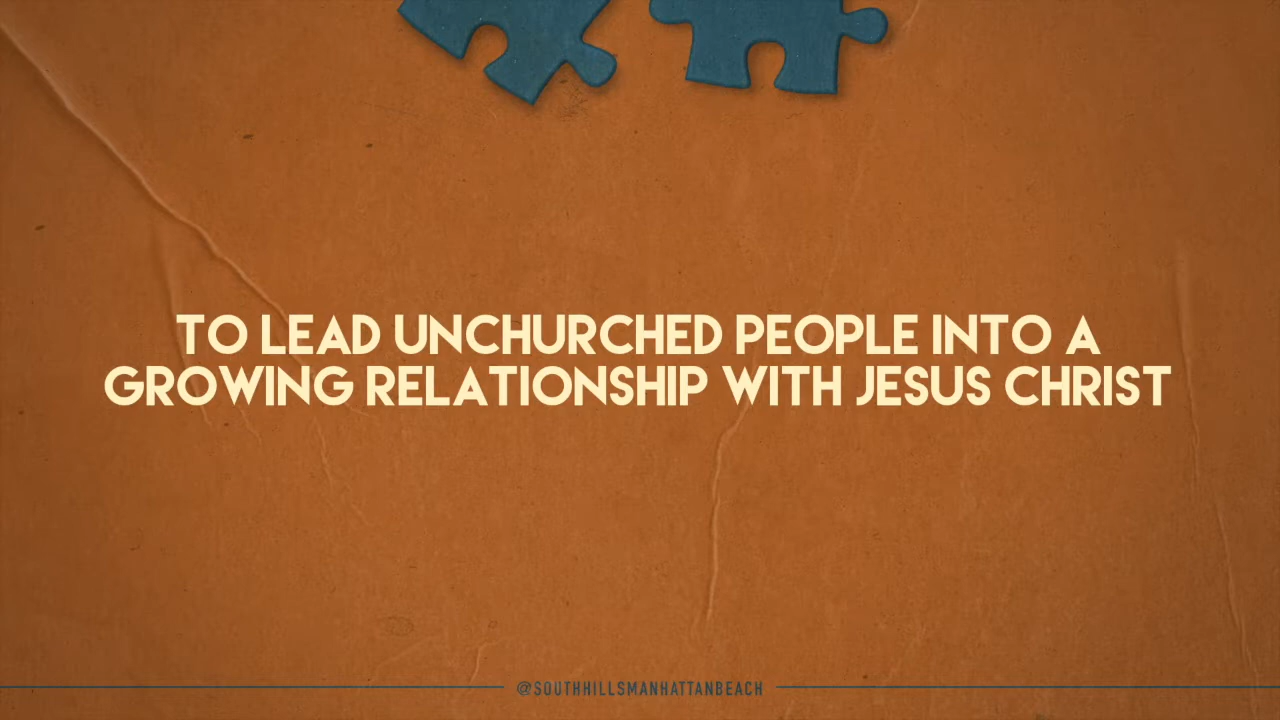 TO LEAD UNCHURCHED PEOPLE INTO A
GROWING RELATIONSHIP WITH JESUS CHRIST
@SOUTHHILLSMANHATTANBEACH